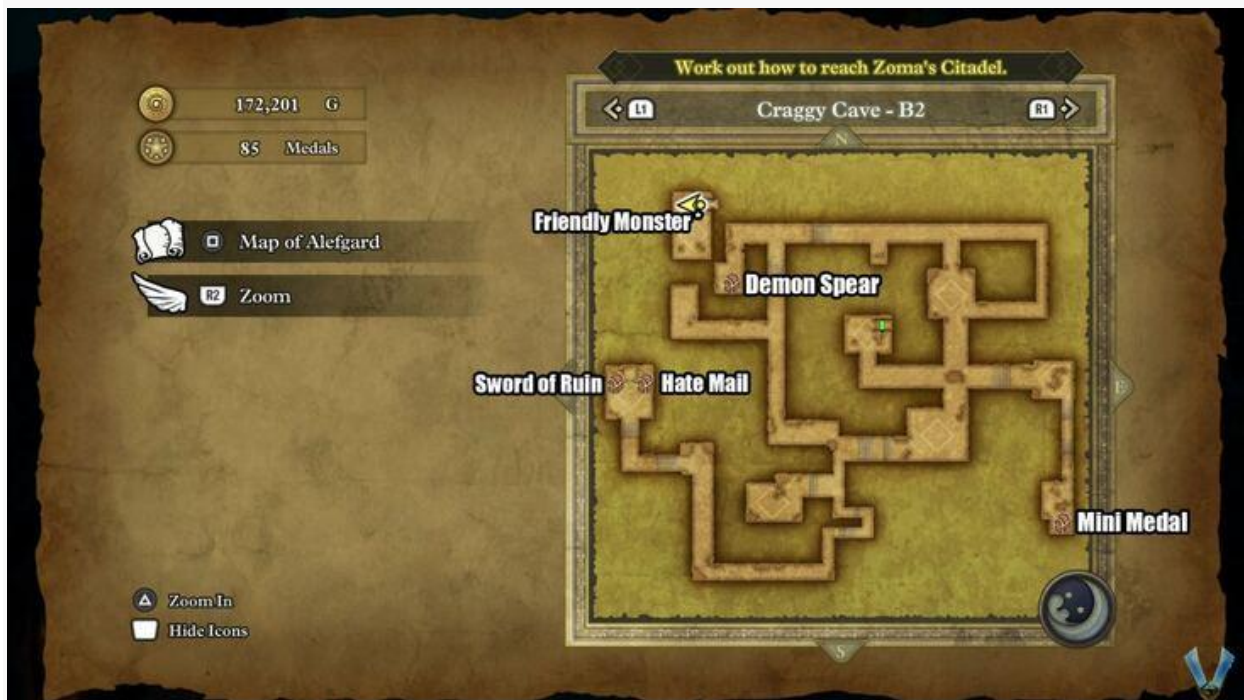 Work out how to reach Zoma's Citadel.
L1 Craggy Cave - B2 R1
172,201 G
85 Medals
N
Friendly Monster
Map of Alefgard
Demon Spear
R2 Zoom
Sword of Ruin Hate Mail
E
Mini Medal
Zoom In
Hide Icons
S